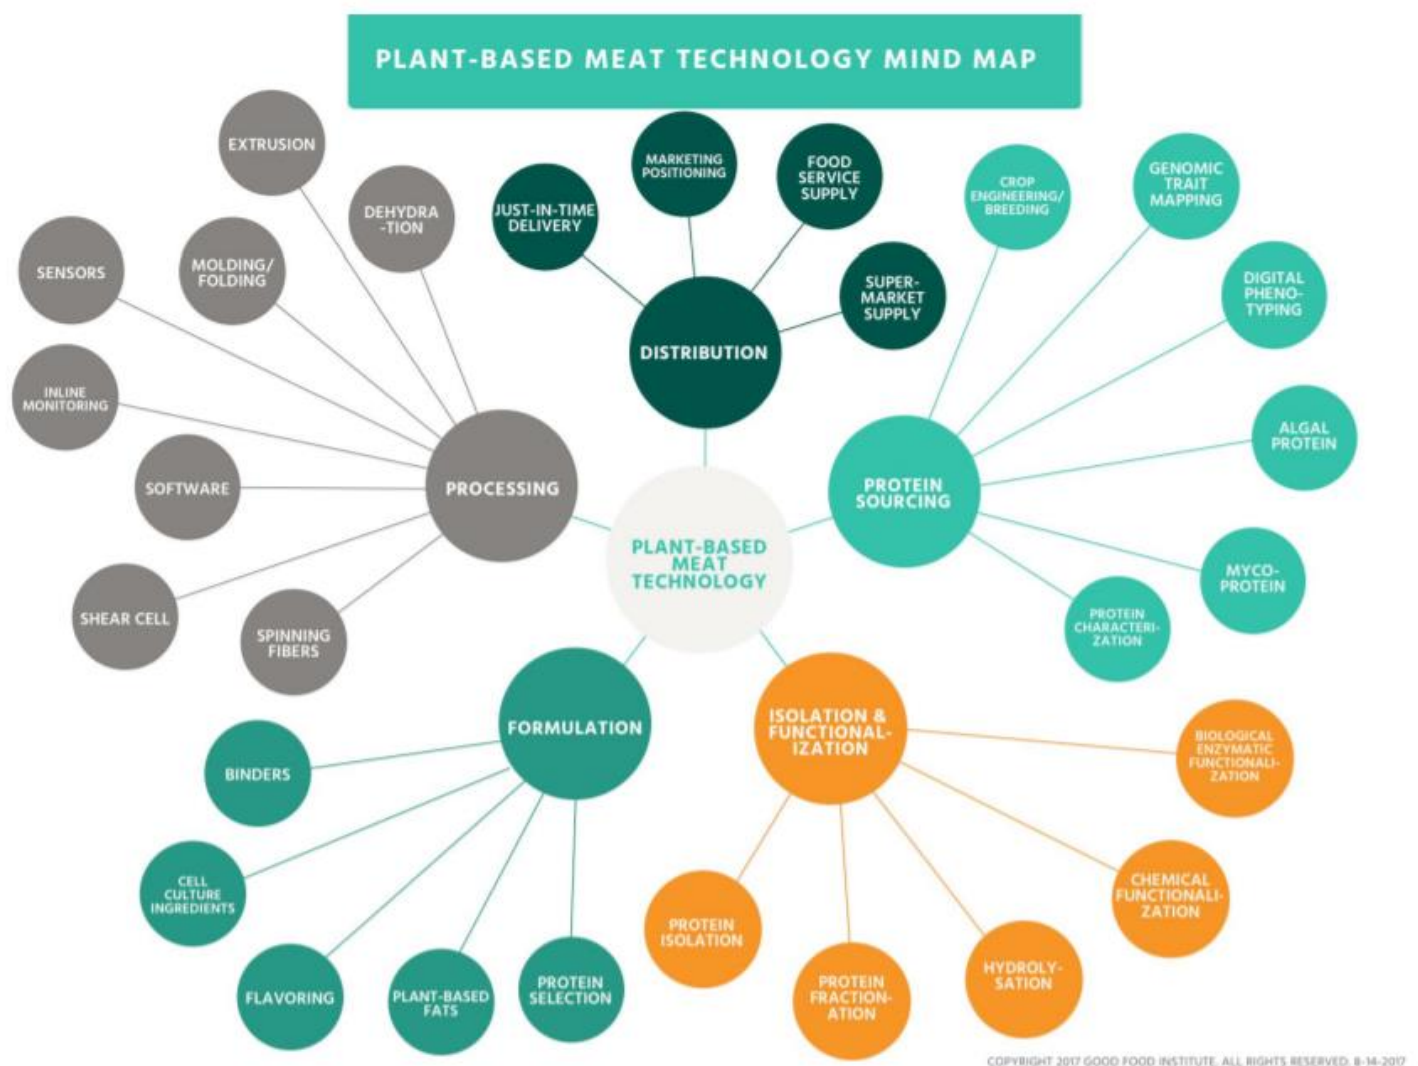 PLANT-BASED MEAT TECHNOLOGY MIND MAP
EXTRUSION
DEHYDRA
-TION
SENSORS
MOLDING/
FOLDING
INLINE
MONITORING
SOFTWARE
SHEAR CELL
SPINNING
FIBERS
PROCESSING
JUST-IN-TIME
DELIVERY
MARKETING
POSITIONING
FOOD
SERVICE
SUPPLY
SUPER-
MARKET
SUPPLY
DISTRIBUTION
CROP
ENGINEERING/
BREEDING
GENOMIC
TRAIT
MAPPING
DIGITAL
PHENO-
TYPING
ALGAL
PROTEIN
MYCO-
PROTEIN
PROTEIN
CHARACTERI-
ZATION
PROTEIN
SOURCING
PLANT-BASED
MEAT
TECHNOLOGY
FORMULATION
BINDERS
CELL
CULTURE
INGREDIENTS
FLAVORING
PLANT-BASED
FATS
PROTEIN
SELECTION
ISOLATION &
FUNCTIONAL-
IZATION
BIOLOGICAL
ENZYMATIC
FUNCTIONALI-
ZATION
CHEMICAL
FUNCTIONALI-
ZATION
HYDROLY-
SATION
PROTEIN
FRACTION-
ATION
PROTEIN
ISOLATION
COPYRIGHT 2017 GOOD FOOD INSTITUTE. ALL RIGHTS RESERVED. 8-14-2017